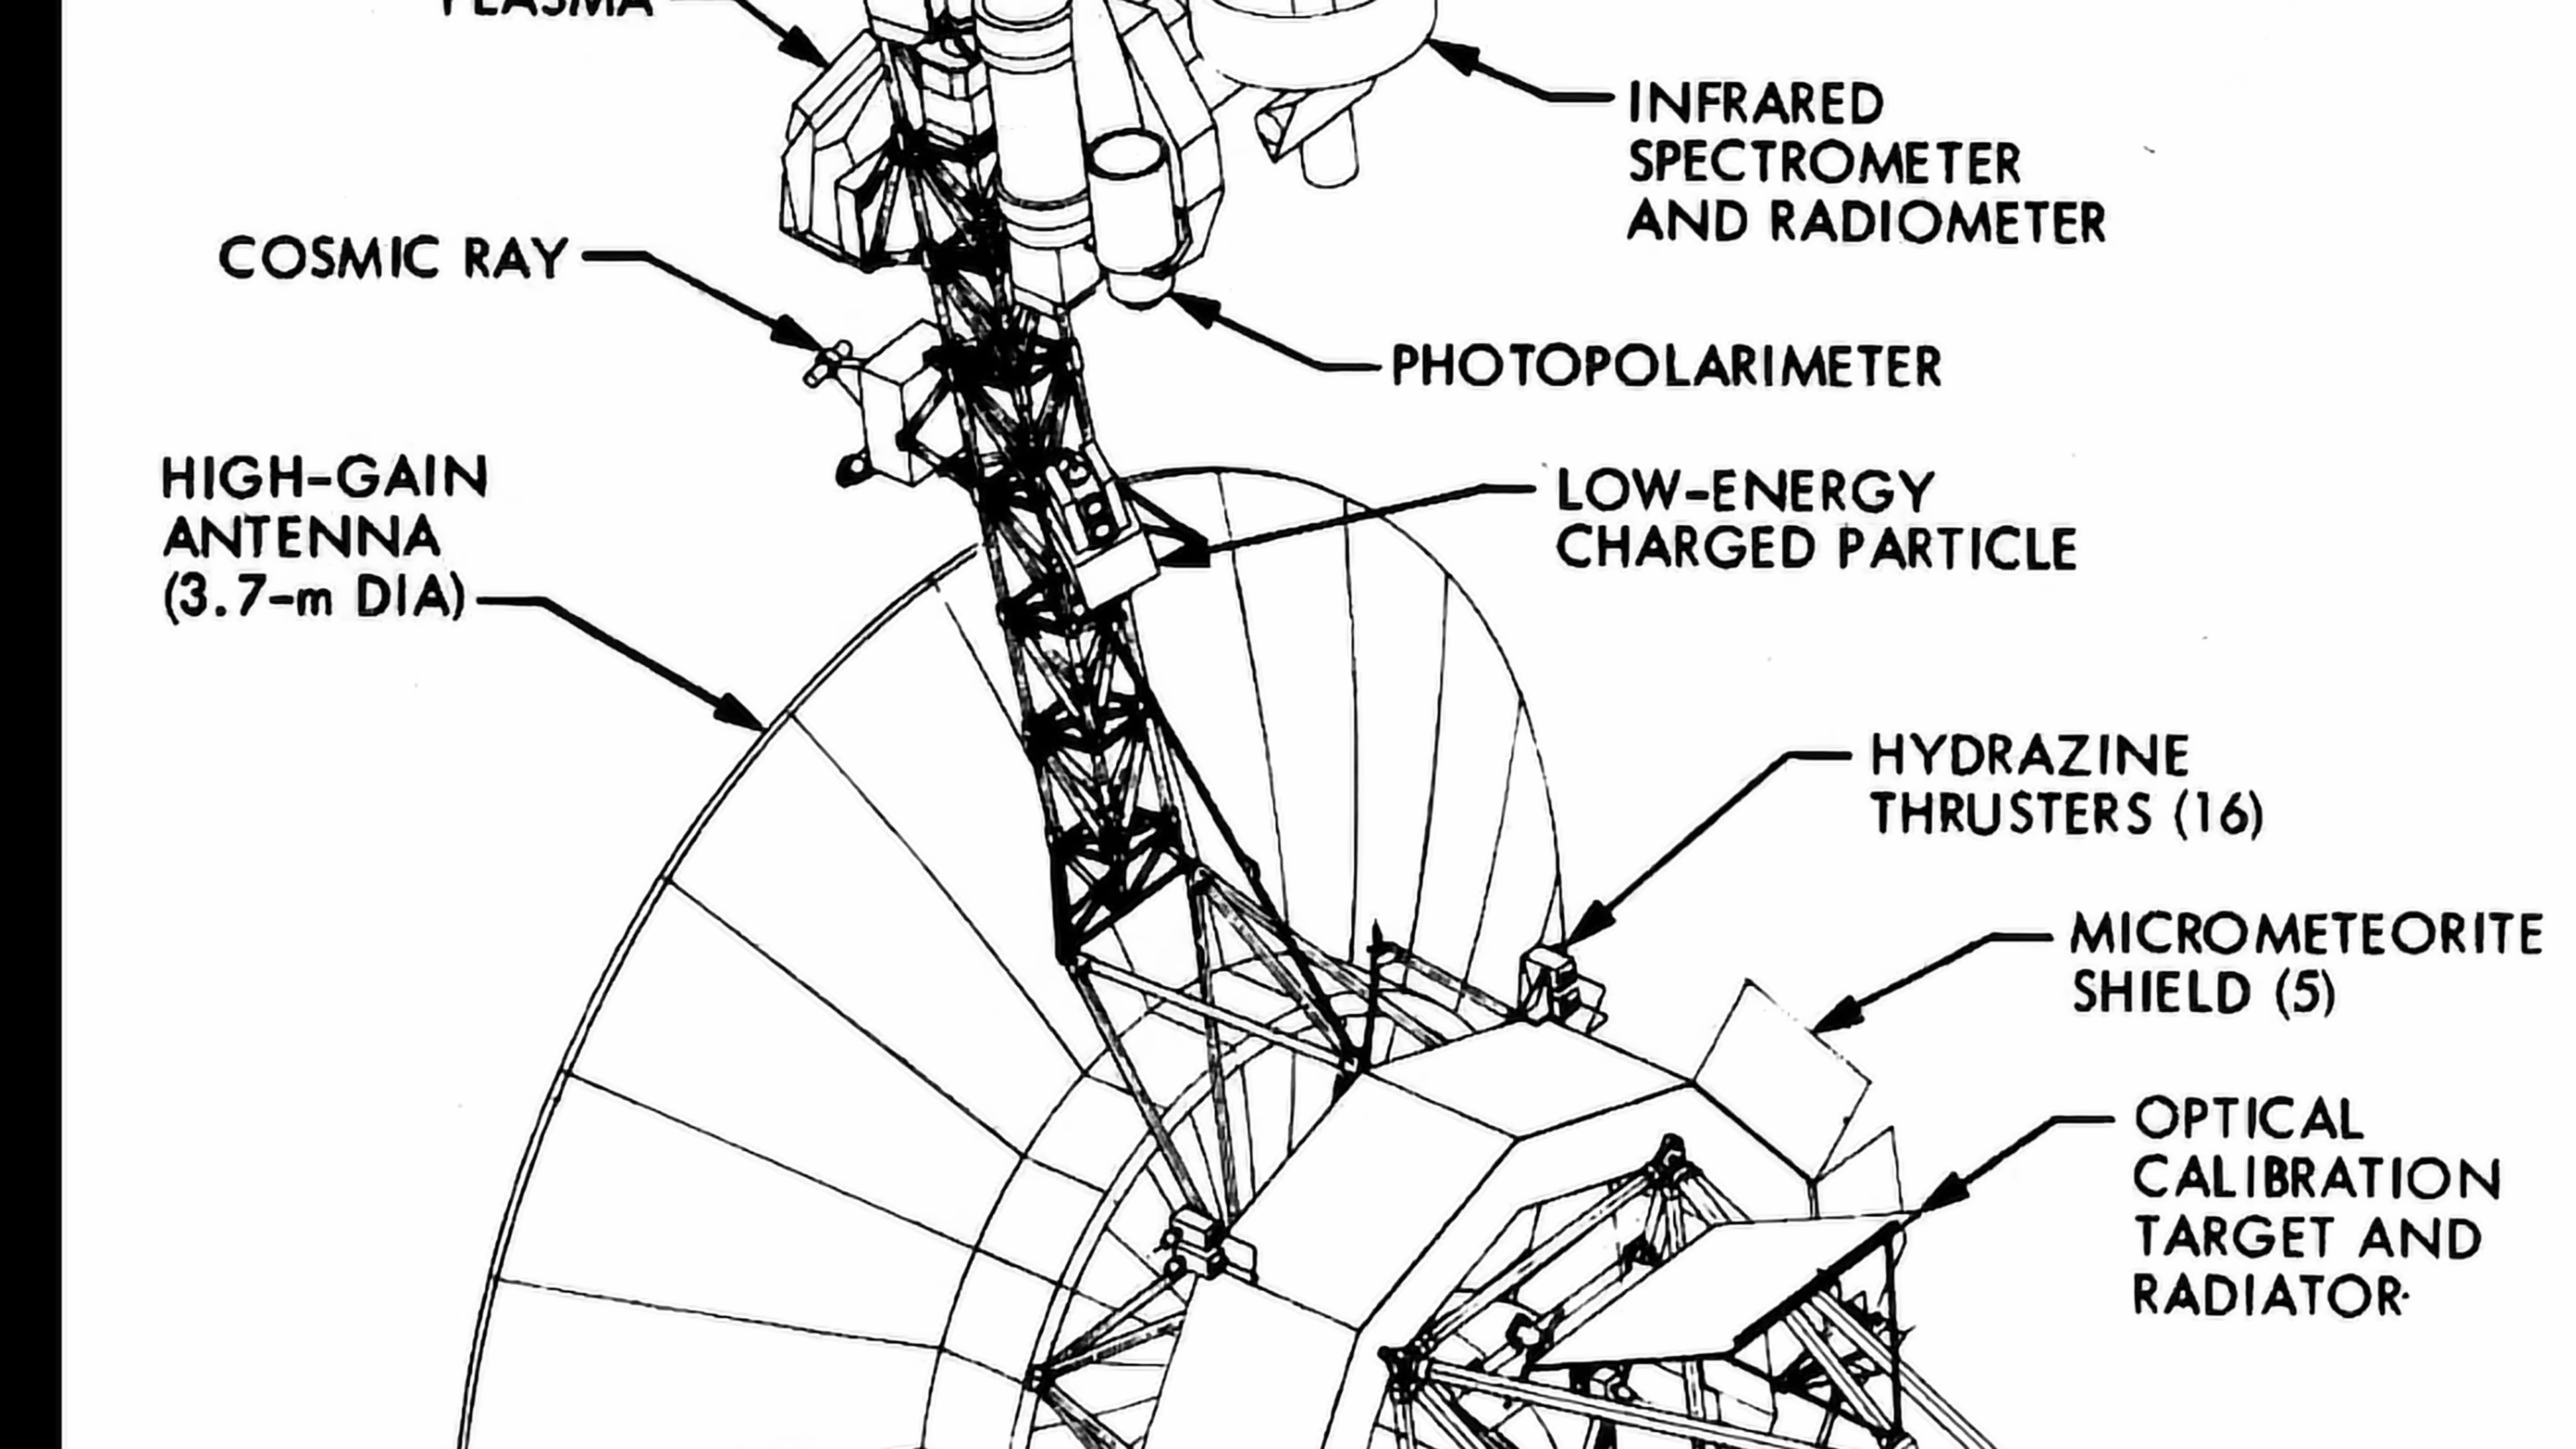 PLASMA
INFRARED
SPECTROMETER
AND RADIOMETER
COSMIC RAY
PHOTOPOLARIMETER
HIGH-GAIN
ANTENNA
(3.7-m DIA)
LOW-ENERGY
CHARGED PARTICLE
HYDRAZINE
THRUSTERS (16)
MICROMETEORITE
SHIELD (5)
OPTICAL
CALIBRATION
TARGET AND
RADIATOR